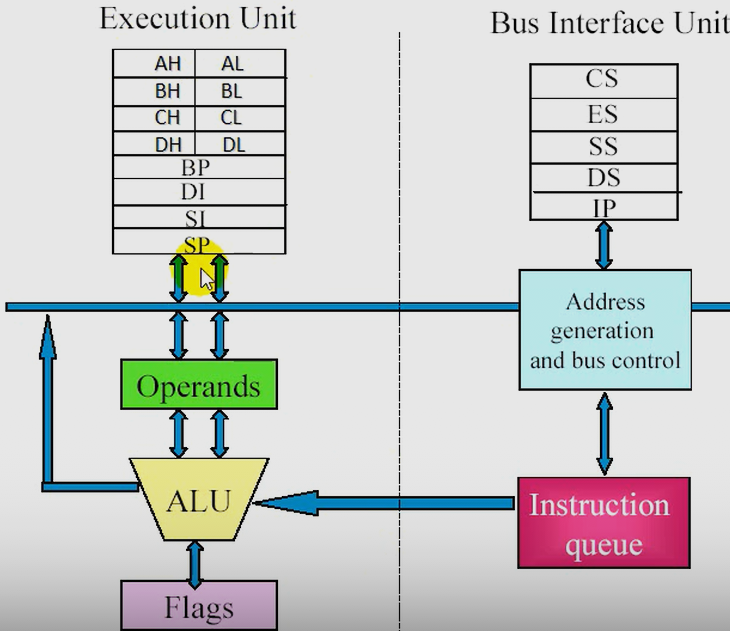 Execution Unit
AH AL
BH BL
CH CL
DH DL
BP
DI
SI
SP
Operands
ALU
Flags
Bus Interface Unit
CS
ES
SS
DS
IP
Address
generation
and bus control
Instruction
queue